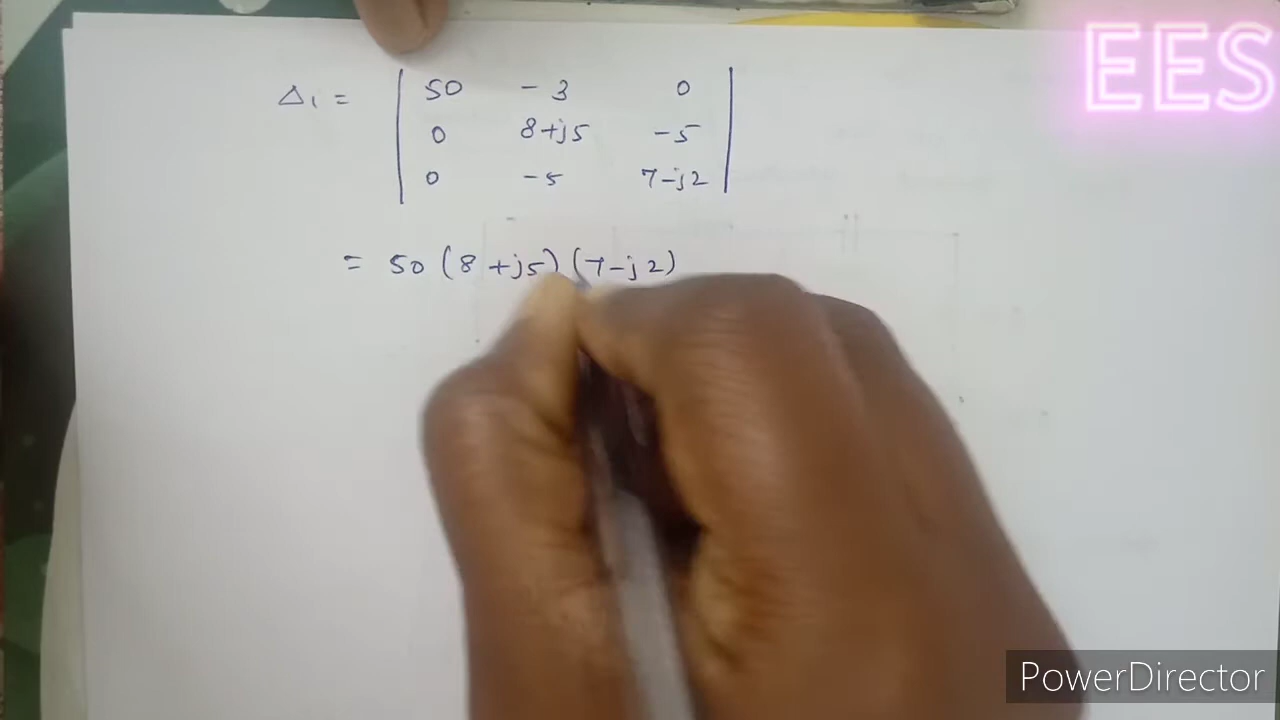 EES
Δ₁ = | 50 - 3 0 |
| 0 8+j5 -5 |
| 0 -5 7-j2 |
= 50 (8 +j5) (7-j2)
PowerDirector